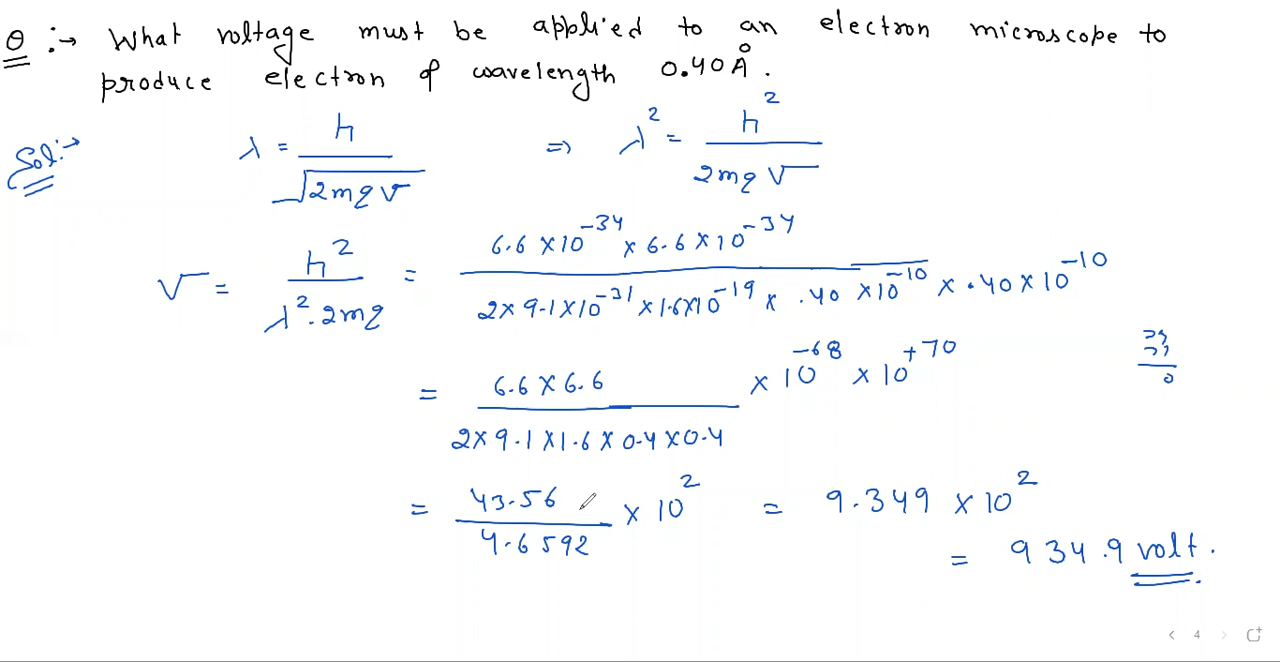 Q :→ What voltage must be applied to an electron microscope to
produce electron of wavelength 0.40 Å.
Sol:→ λ = h / √2mqV ⇒ λ² = h² / 2mqV
V = h² / λ².2mq = 6.6 × 10⁻³⁴ × 6.6 × 10⁻³⁴ / 2 × 9.1 × 10⁻³¹ × 1.6 × 10⁻¹⁹ × .40 × 10⁻¹⁰ × .40 × 10⁻¹⁰
= 6.6 × 6.6 / 2 × 9.1 × 1.6 × 0.4 × 0.4 × 10⁻⁶⁸ × 10⁺⁷⁰
= 43.56 / 4.6592 × 10² = 9.349 × 10²
= 934.9 volt.
< 4 >